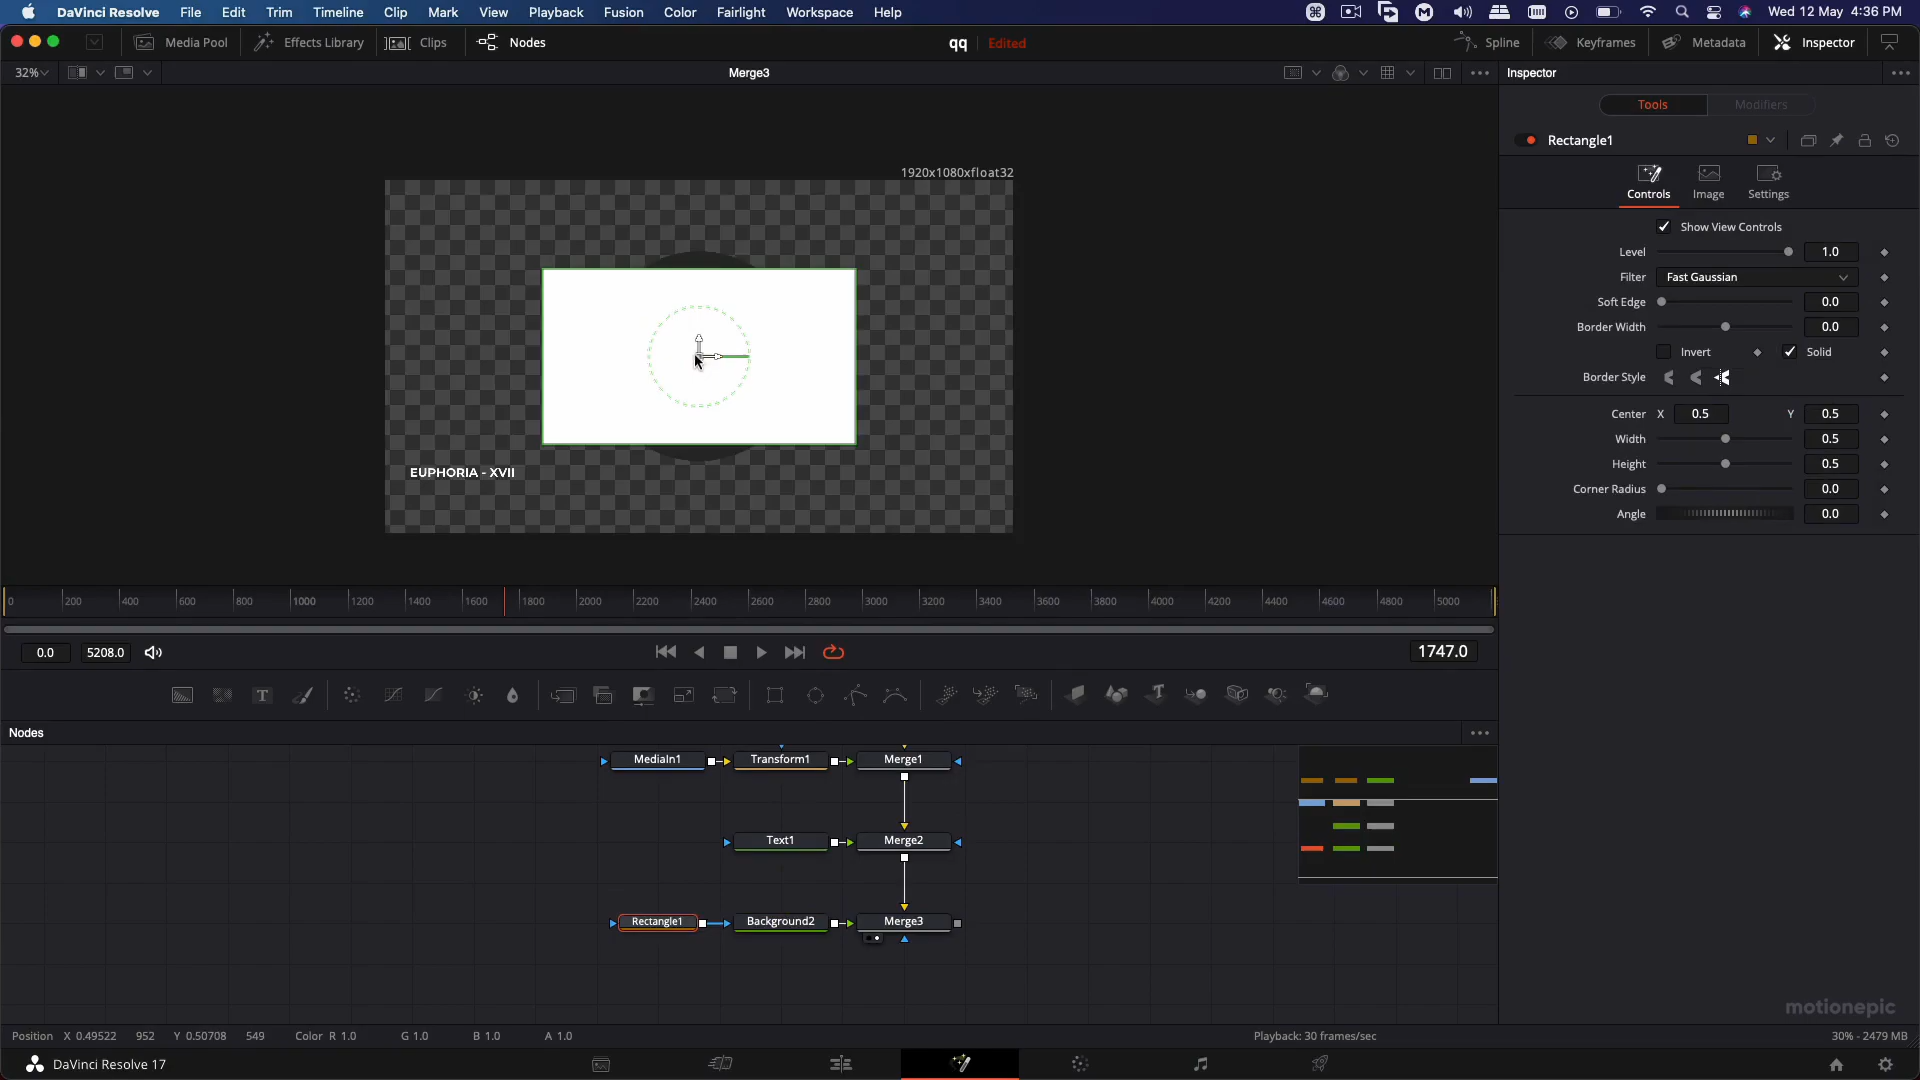 DaVinci Resolve File Edit Trim Timeline Clip Mark View Playback Fusion Color Fairlight Workspace Help Wed 12 May 4:36 PM
Media Pool Effects Library Clips Nodes qq Edited Spline Keyframes Metadata Inspector
32% Merge3 Inspector
Tools Modifiers
Rectangle1
Controls Image Settings
1920x1080xfloat32
Show View Controls
Level 1.0
Filter Fast Gaussian
Soft Edge 0.0
Border Width 0.0
Invert Solid
Border Style
Center X 0.5 Y 0.5
Width 0.5
Height 0.5
Corner Radius 0.0
Angle 0.0
EUPHORIA - XVII
0 200 400 600 800 1000 1200 1400 1600 1800 2000 2200 2400 2600 2800 3000 3200 3400 3600 3800 4000 4200 4400 4600 4800 5000
0.0 5208.0 1747.0
Nodes
MediaIn1 Transform1 Merge1
Text1 Merge2
Rectangle1 Background2 Merge3
motionepic
Position X 0.49522 952 Y 0.50708 549 Color R 1.0 G 1.0 B 1.0 A 1.0 Playback: 30 frames/sec 30% - 2479 MB
DaVinci Resolve 17